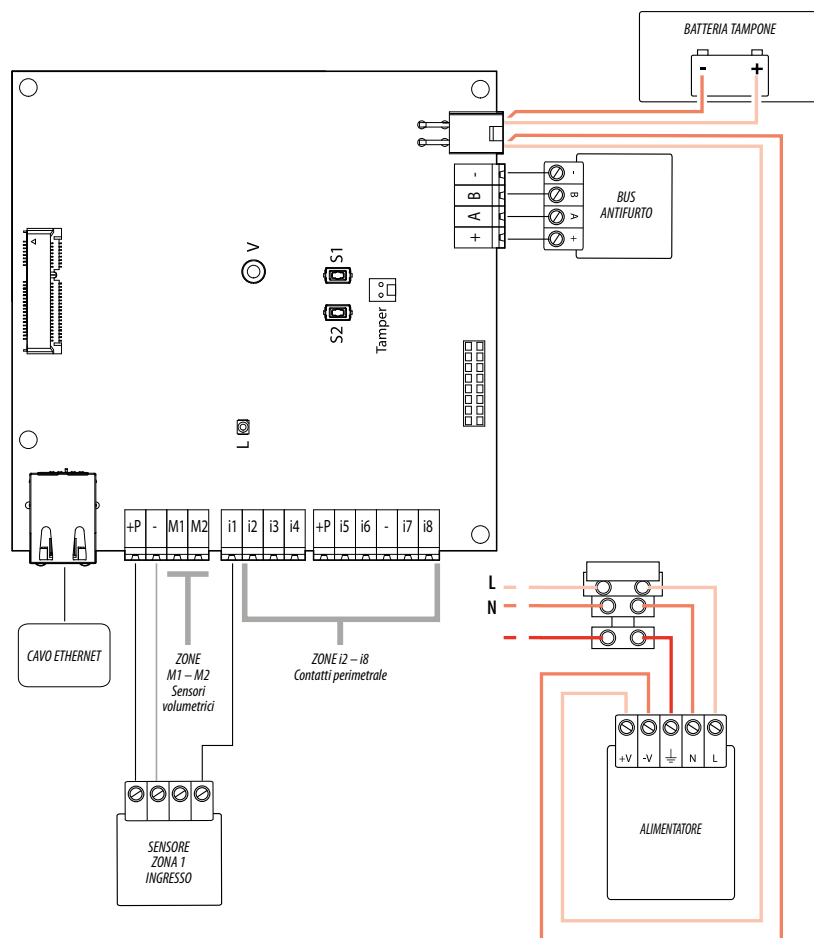 BATTERIA TAMPONE
- +
-
B
A
+
-
B
A
+
BUS
ANTIFURTO
V
S1
S2
Tamper
L
+P - M1 M2 i1 i2 i3 i4 +P i5 i6 - i7 i8
L
N
CAVO ETHERNET
ZONE
M1 – M2
Sensori
volumetrici
ZONE i2 – i8
Contatti perimetrale
+V -V N L
ALIMENTATORE
SENSORE
ZONA 1
INGRESSO